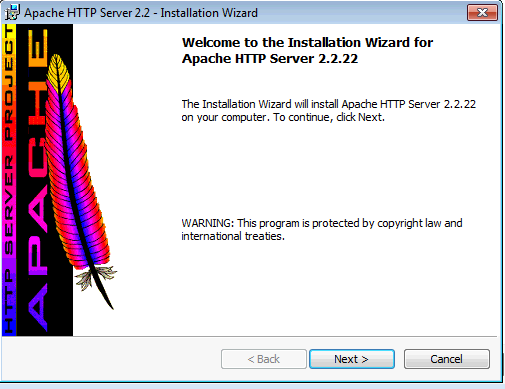 Apache HTTP Server 2.2 - Installation Wizard
HTTP SERVER PROJECT
APACHE
Welcome to the Installation Wizard for
Apache HTTP Server 2.2.22
The Installation Wizard will install Apache HTTP Server 2.2.22
on your computer. To continue, click Next.
WARNING: This program is protected by copyright law and
international treaties.
< Back
Next >
Cancel